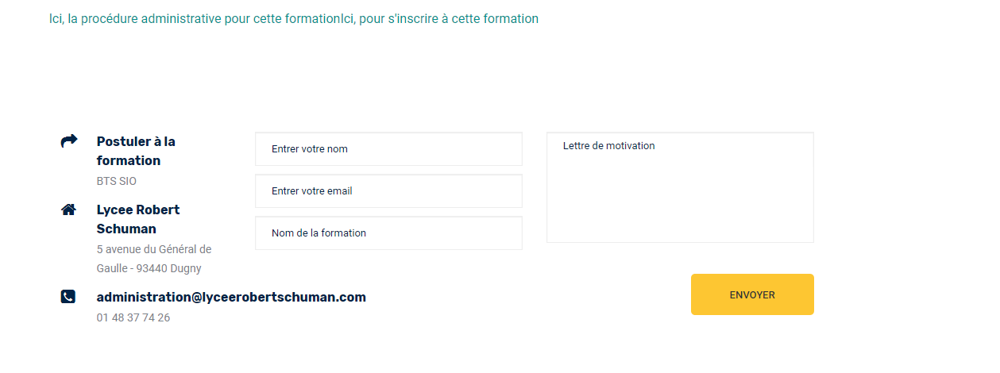 Ici, la procédure administrative pour cette formationIci, pour s'inscrire à cette formation
Postuler à la
formation
BTS SIO
Lycee Robert
Schuman
5 avenue du Général de
Gaulle - 93440 Dugny
administration@lyceerobertschuman.com
01 48 37 74 26
Entrer votre nom
Entrer votre email
Nom de la formation
Lettre de motivation
ENVOYER